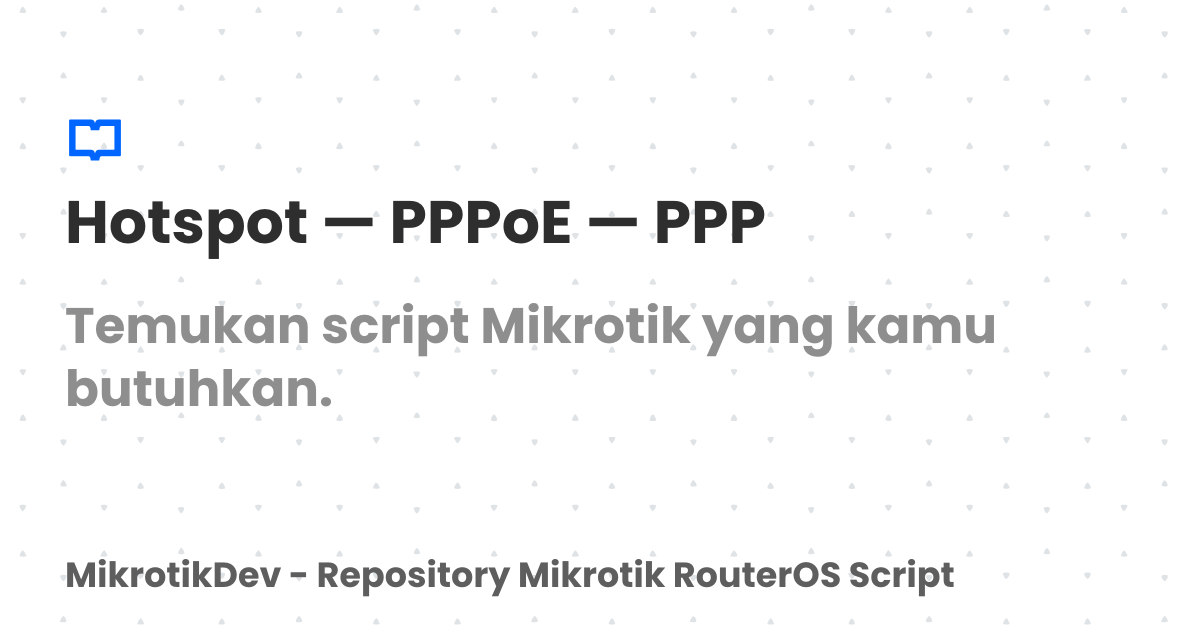 Hotspot — PPPoE — PPP
Temukan script Mikrotik yang kamu
butuhkan.
MikrotikDev - Repository Mikrotik RouterOS Script